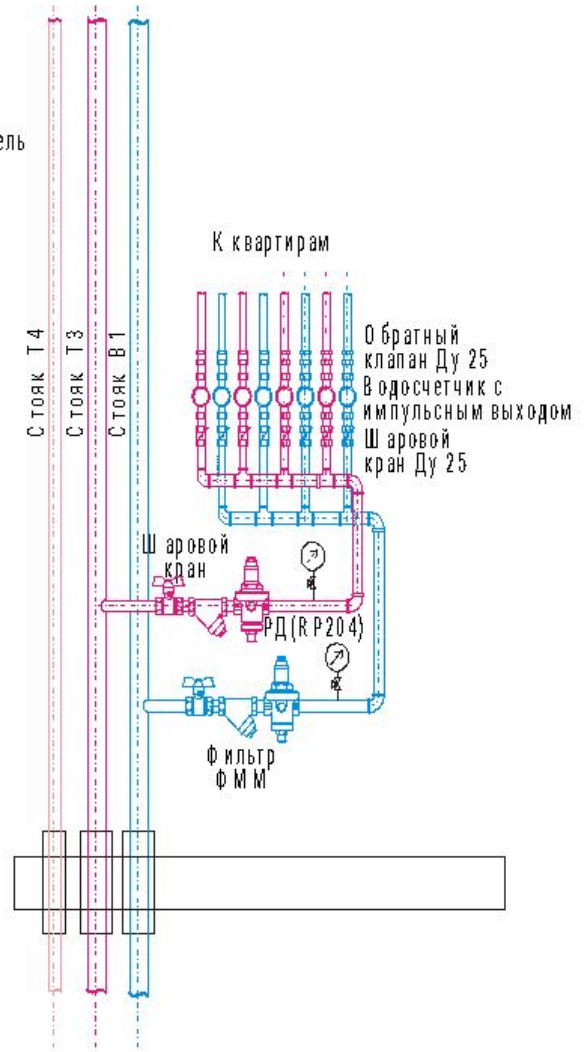 ель
К квартирам
Обратный
клапан Ду 25
Водосчетчик с
импульсным выходом
Шаровой
кран Ду 25
Стояк Т4
Стояк Т3
Стояк В1
Шаровой
кран
РД(RP204)
Фильтр
ФММ